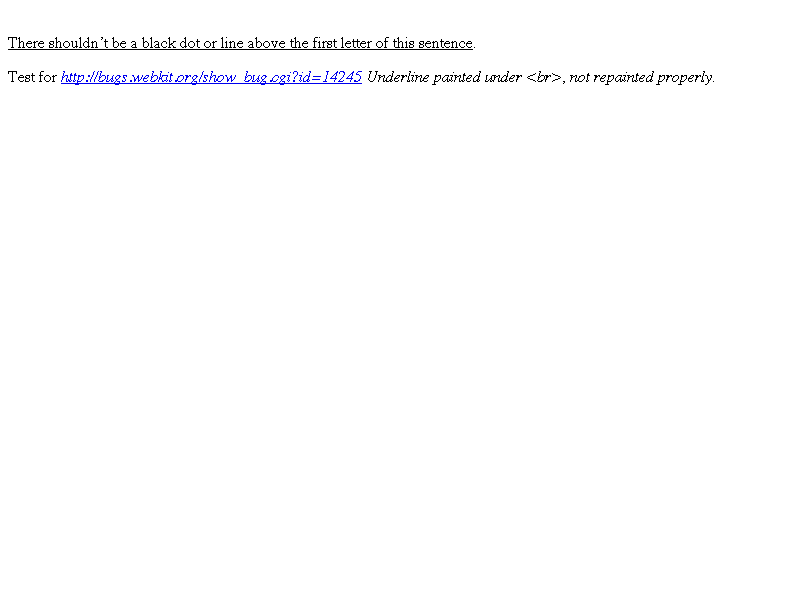 There shouldn’t be a black dot or line above the first letter of this sentence.
Test for http://bugs.webkit.org/show_bug.cgi?id=14245 Underline painted under <br>, not repainted properly.